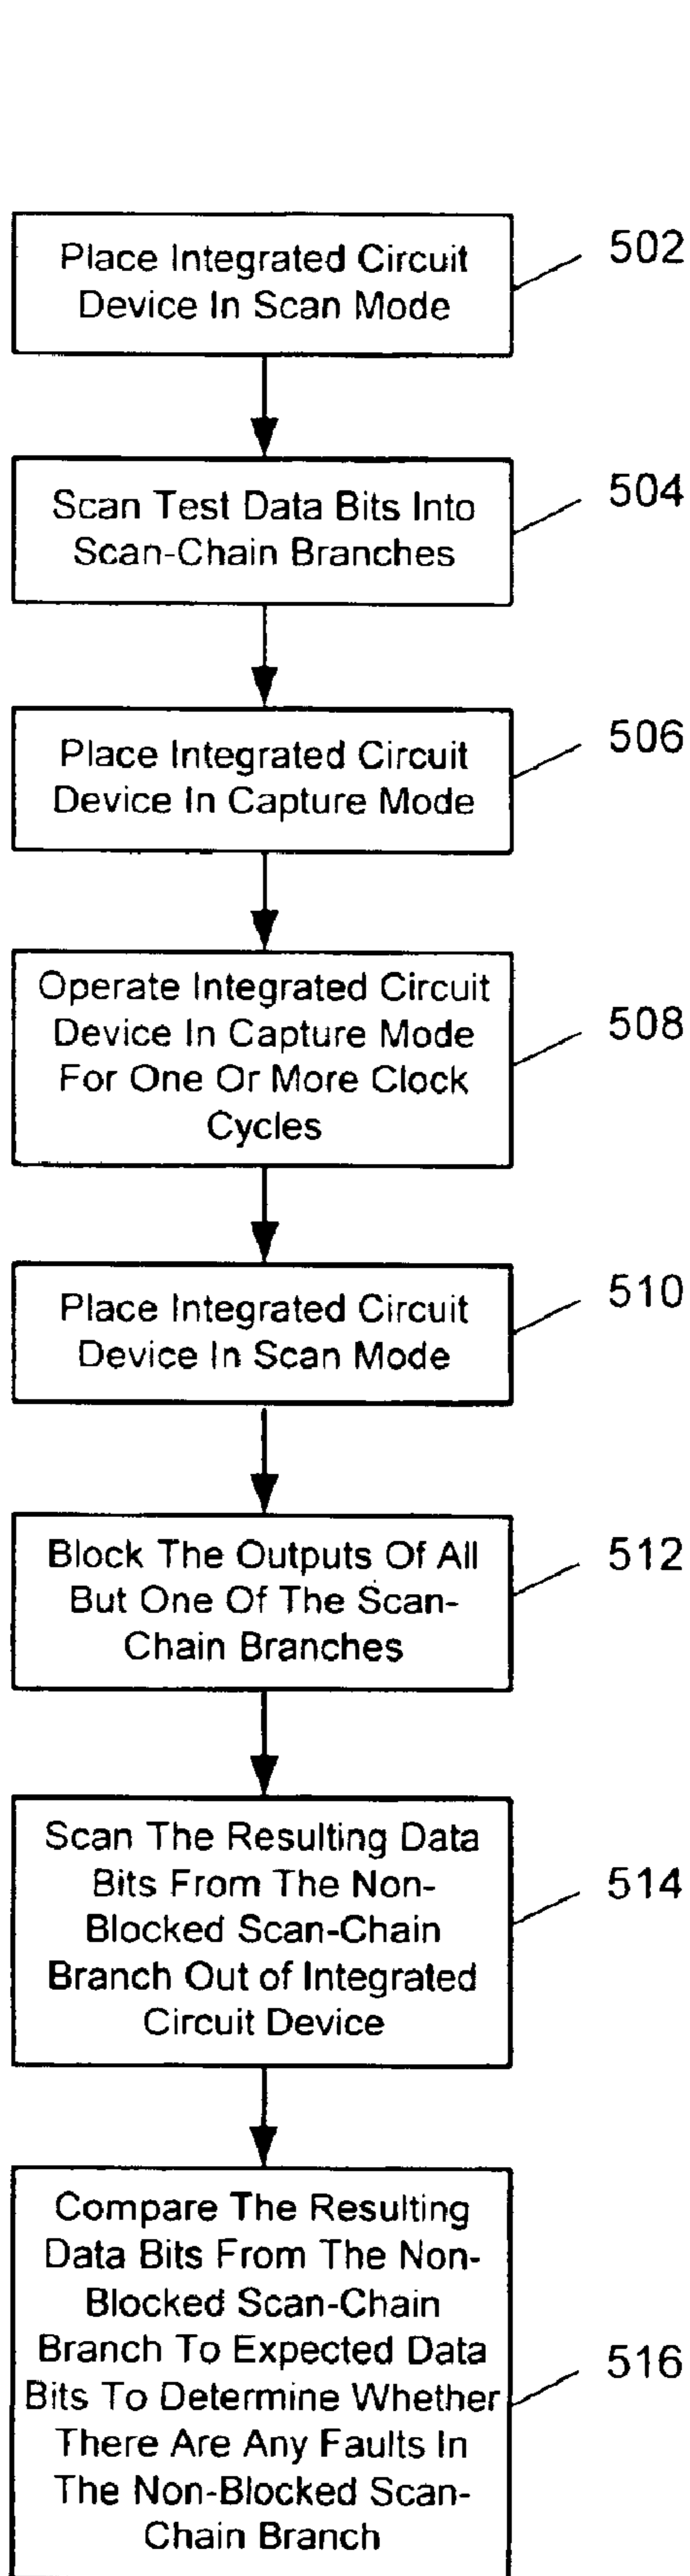 Place Integrated Circuit
Device In Scan Mode
502
Scan Test Data Bits Into
Scan-Chain Branches
504
Place Integrated Circuit
Device In Capture Mode
506
Operate Integrated Circuit
Device In Capture Mode
For One Or More Clock
Cycles
508
Place Integrated Circuit
Device In Scan Mode
510
Block The Outputs Of All
But One Of The Scan-
Chain Branches
512
Scan The Resulting Data
Bits From The Non-
Blocked Scan-Chain
Branch Out of Integrated
Circuit Device
514
Compare The Resulting
Data Bits From The Non-
Blocked Scan-Chain
Branch To Expected Data
Bits To Determine Whether
There Are Any Faults In
The Non-Blocked Scan-
Chain Branch
516